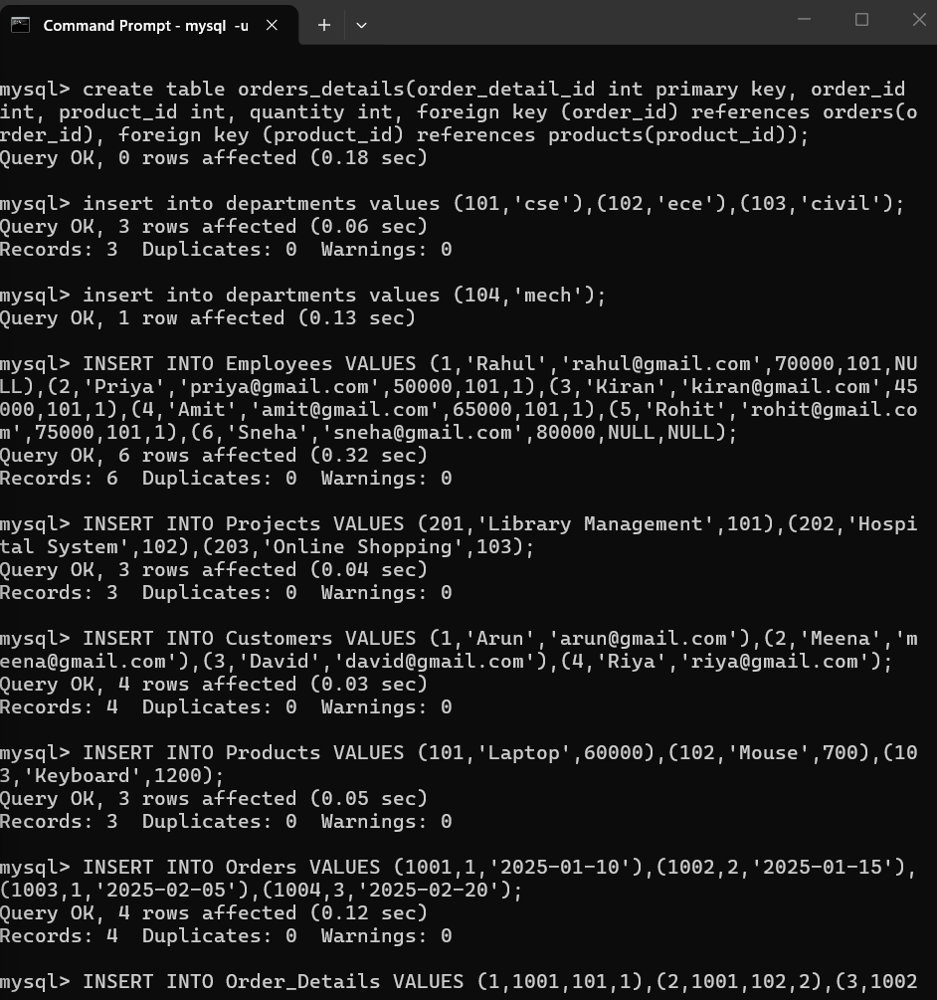 Command Prompt - mysql -u
mysql> create table orders_details(order_detail_id int primary key, order_id
int, product_id int, quantity int, foreign key (order_id) references orders(o
rder_id), foreign key (product_id) references products(product_id));
Query OK, 0 rows affected (0.18 sec)
mysql> insert into departments values (101,'cse'),(102,'ece'),(103,'civil');
Query OK, 3 rows affected (0.06 sec)
Records: 3  Duplicates: 0  Warnings: 0
mysql> insert into departments values (104,'mech');
Query OK, 1 row affected (0.13 sec)
mysql> INSERT INTO Employees VALUES (1,'Rahul','rahul@gmail.com',70000,101,NU
LL),(2,'Priya','priya@gmail.com',50000,101,1),(3,'Kiran','kiran@gmail.com',45
000,101,1),(4,'Amit','amit@gmail.com',65000,101,1),(5,'Rohit','rohit@gmail.co
m',75000,101,1),(6,'Sneha','sneha@gmail.com',80000,NULL,NULL);
Query OK, 6 rows affected (0.32 sec)
Records: 6  Duplicates: 0  Warnings: 0
mysql> INSERT INTO Projects VALUES (201,'Library Management',101),(202,'Hospi
tal System',102),(203,'Online Shopping',103);
Query OK, 3 rows affected (0.04 sec)
Records: 3  Duplicates: 0  Warnings: 0
mysql> INSERT INTO Customers VALUES (1,'Arun','arun@gmail.com'),(2,'Meena','m
eena@gmail.com'),(3,'David','david@gmail.com'),(4,'Riya','riya@gmail.com');
Query OK, 4 rows affected (0.03 sec)
Records: 4  Duplicates: 0  Warnings: 0
mysql> INSERT INTO Products VALUES (101,'Laptop',60000),(102,'Mouse',700),(10
3,'Keyboard',1200);
Query OK, 3 rows affected (0.05 sec)
Records: 3  Duplicates: 0  Warnings: 0
mysql> INSERT INTO Orders VALUES (1001,1,'2025-01-10'),(1002,2,'2025-01-15'),
(1003,1,'2025-02-05'),(1004,3,'2025-02-20');
Query OK, 4 rows affected (0.12 sec)
Records: 4  Duplicates: 0  Warnings: 0
mysql> INSERT INTO Order_Details VALUES (1,1001,101,1),(2,1001,102,2),(3,1002